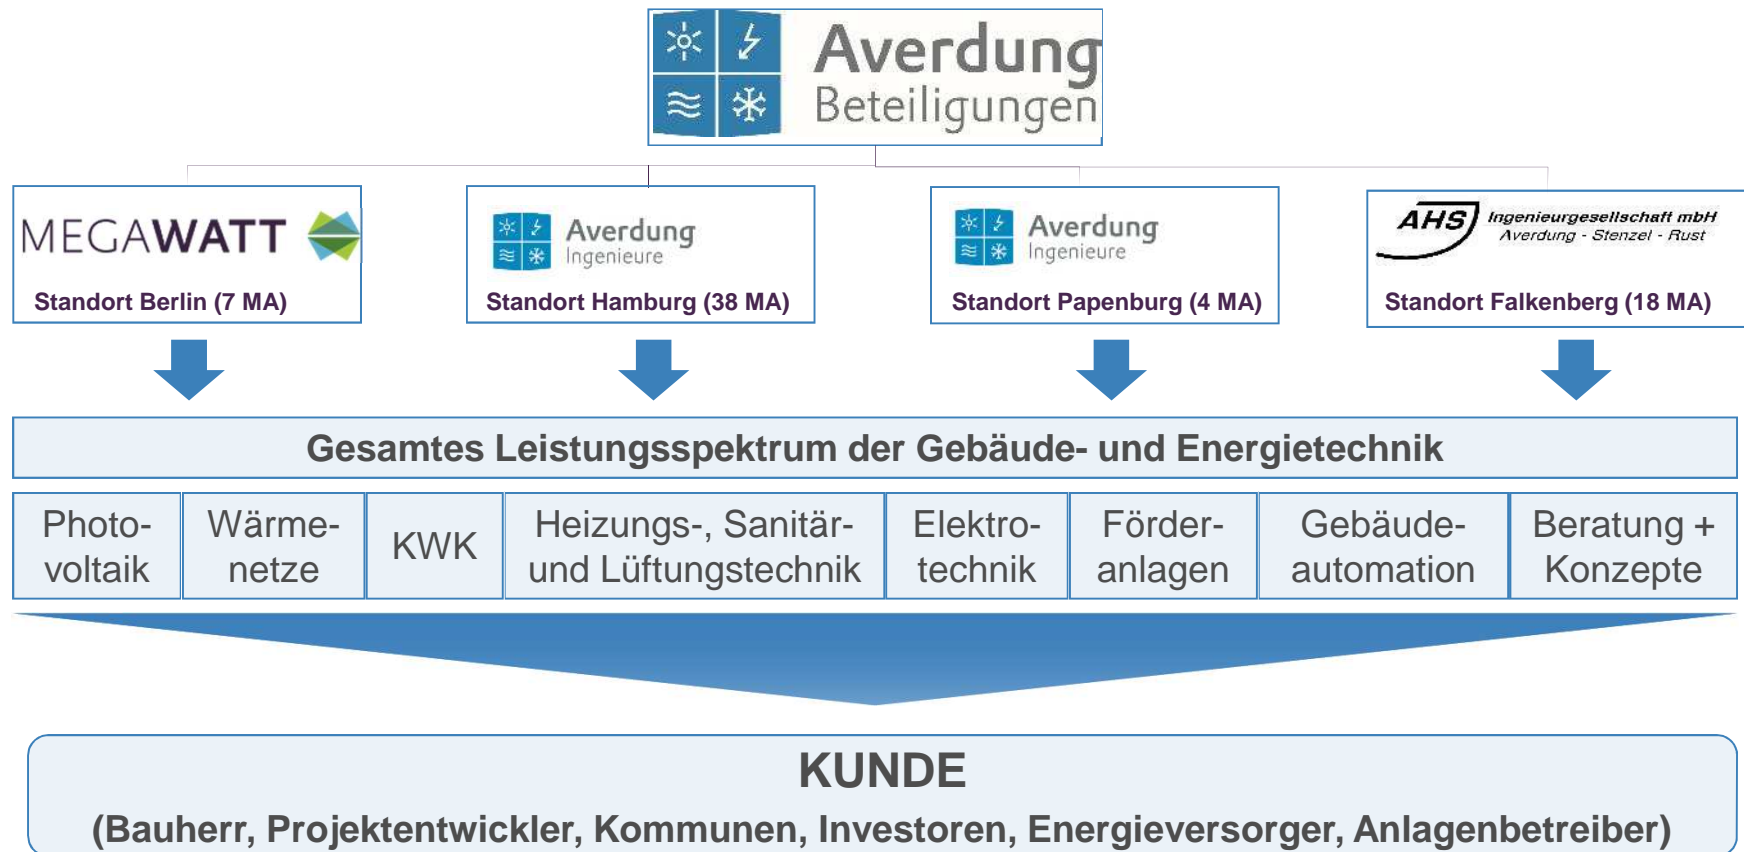 Averdung
Beteiligungen
MEGAWATT
Standort Berlin (7 MA)
Averdung
Ingenieure
Standort Hamburg (38 MA)
Averdung
Ingenieure
Standort Papenburg (4 MA)
AHS
Ingenieurgesellschaft mbH
Averdung - Stenzel - Rust
Standort Falkenberg (18 MA)
Gesamtes Leistungsspektrum der Gebäude- und Energietechnik
Photo-
voltaik
Wärme-
netze
KWK
Heizungs-, Sanitär-
und Lüftungstechnik
Elektro-
technik
Förder-
anlagen
Gebäude-
automation
Beratung +
Konzepte
KUNDE
(Bauherr, Projektentwickler, Kommunen, Investoren, Energieversorger, Anlagenbetreiber)